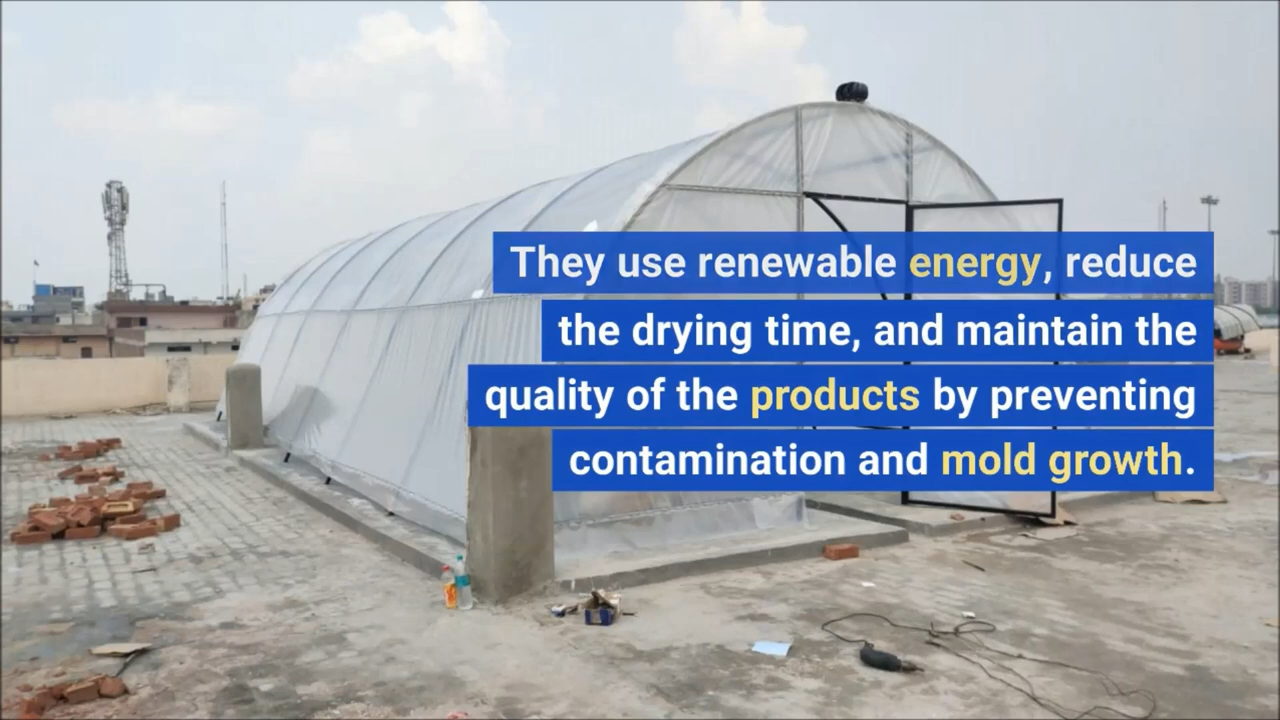 They use renewable energy, reduce
the drying time, and maintain the
quality of the products by preventing
contamination and mold growth.